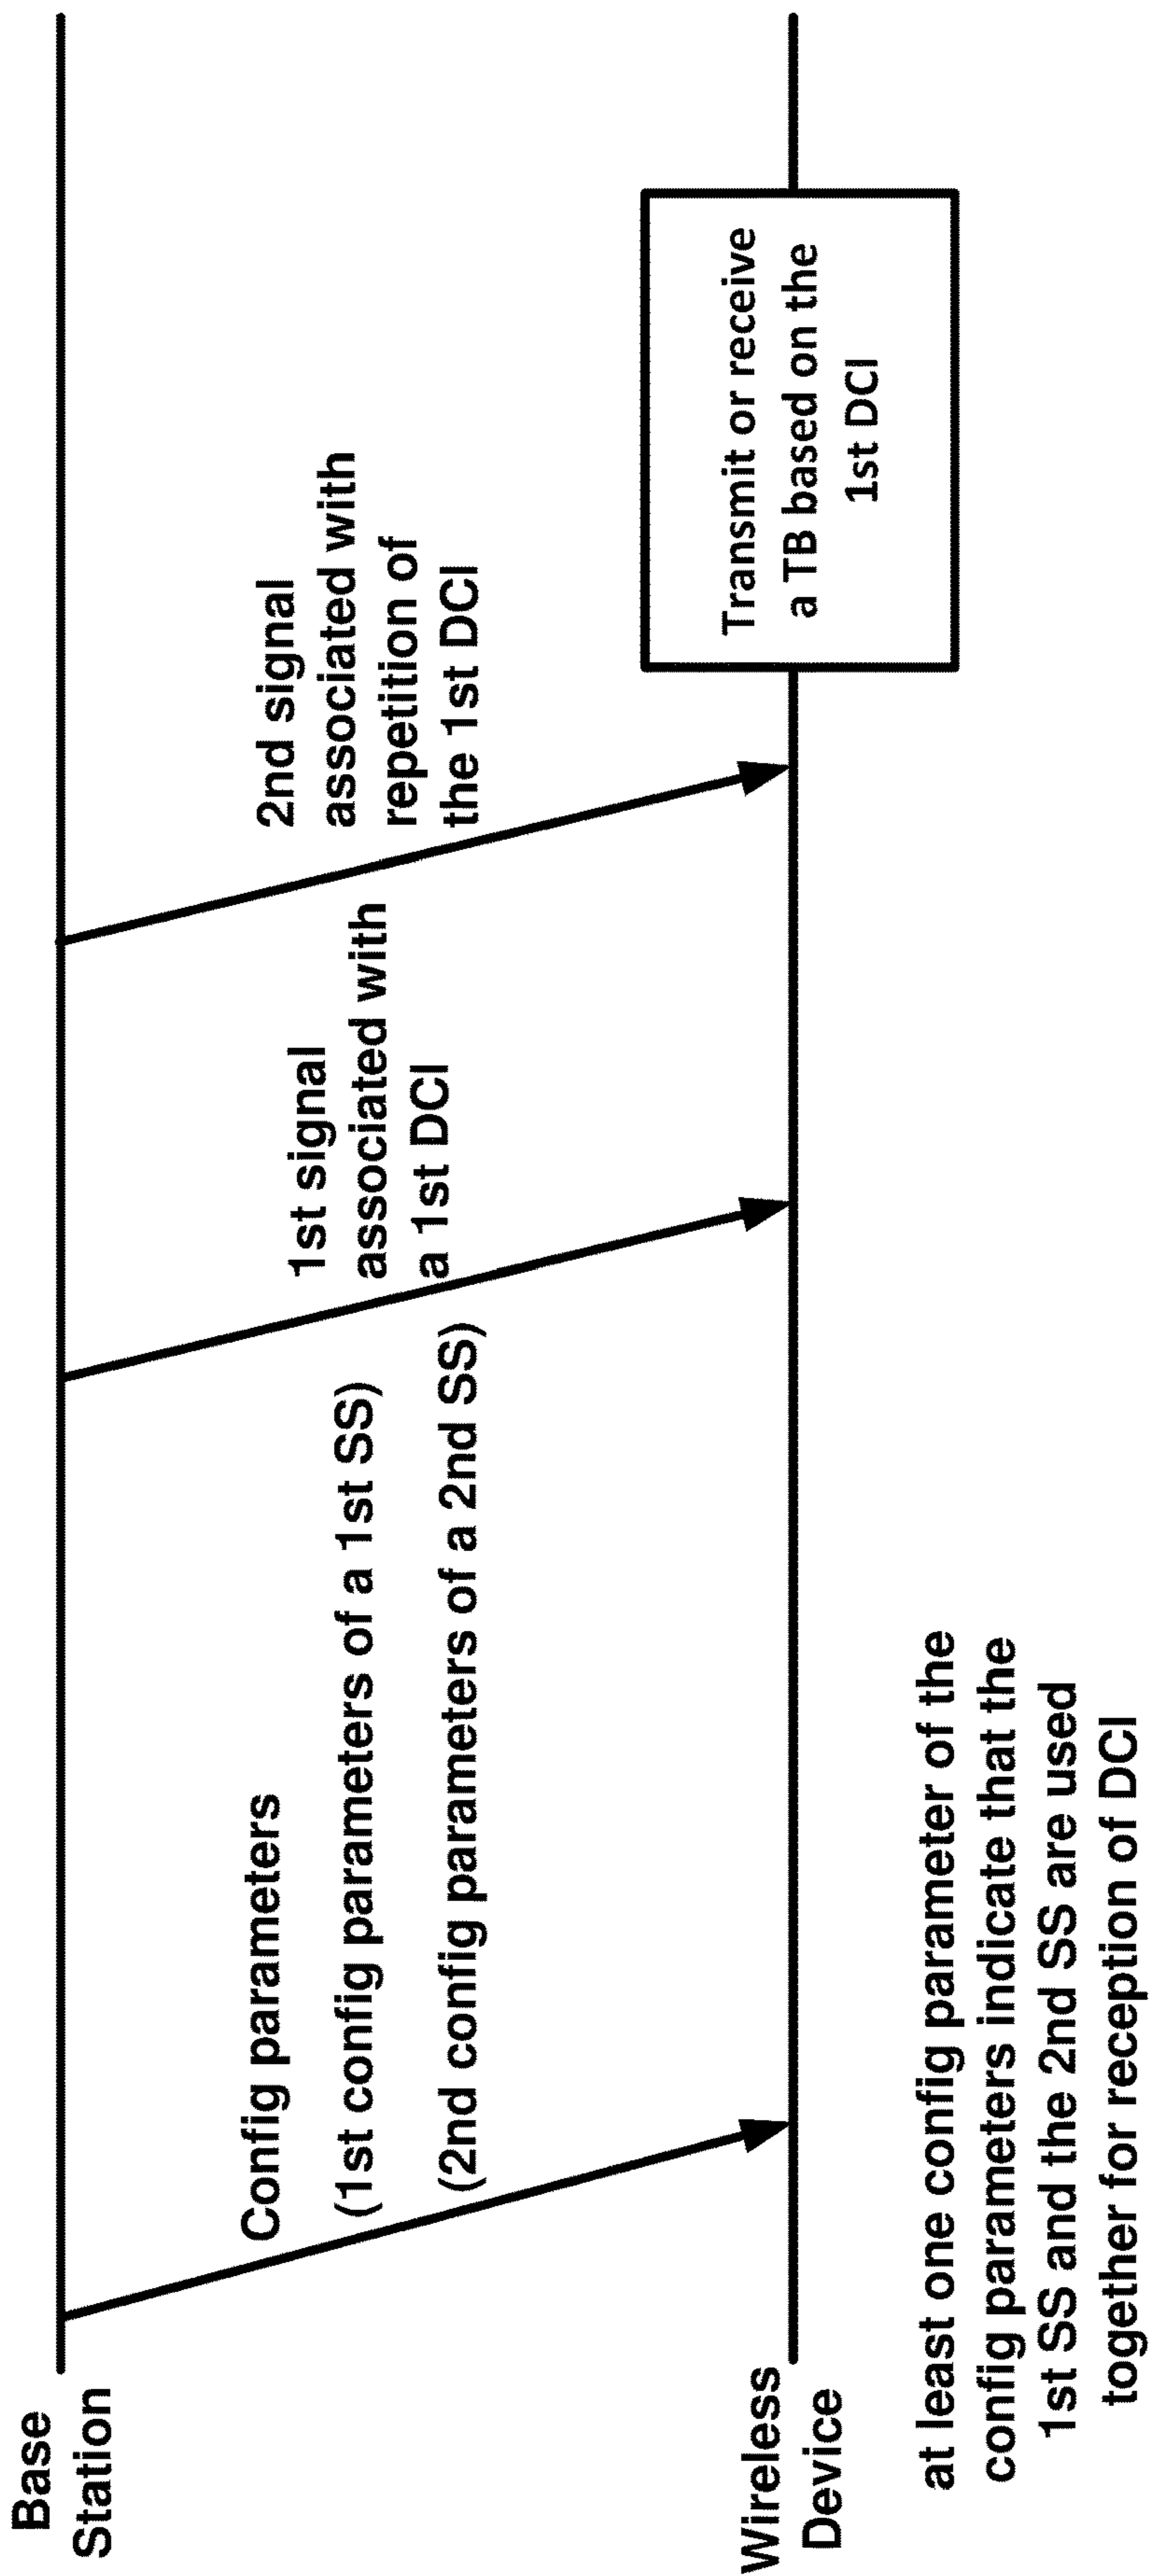 Base
Station
Config parameters
(1st config parameters of a 1st SS)
(2nd config parameters of a 2nd SS)
1st signal
associated with
a 1st DCI
2nd signal
associated with
repetition of
the 1st DCI
Wireless
Device
Transmit or receive
a TB based on the
1st DCI
at least one config parameter of the
config parameters indicate that the
1st SS and the 2nd SS are used
together for reception of DCI